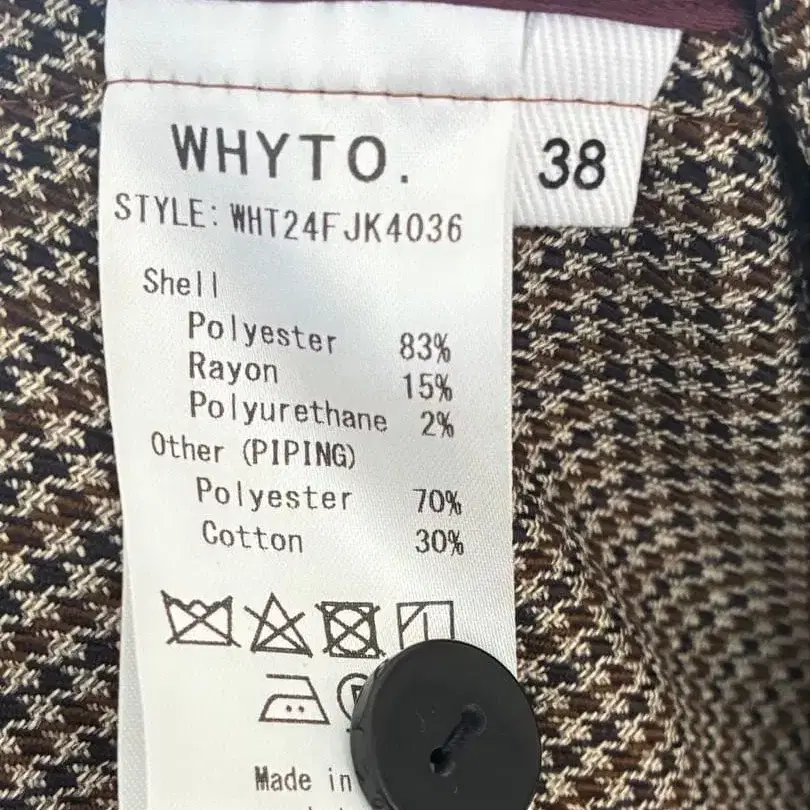 WHYTO.
38
STYLE: WHT24FJK4036
Shell
Polyester 83%
Rayon 15%
Polyurethane 2%
Other (PIPING)
Polyester 70%
Cotton 30%
Made in